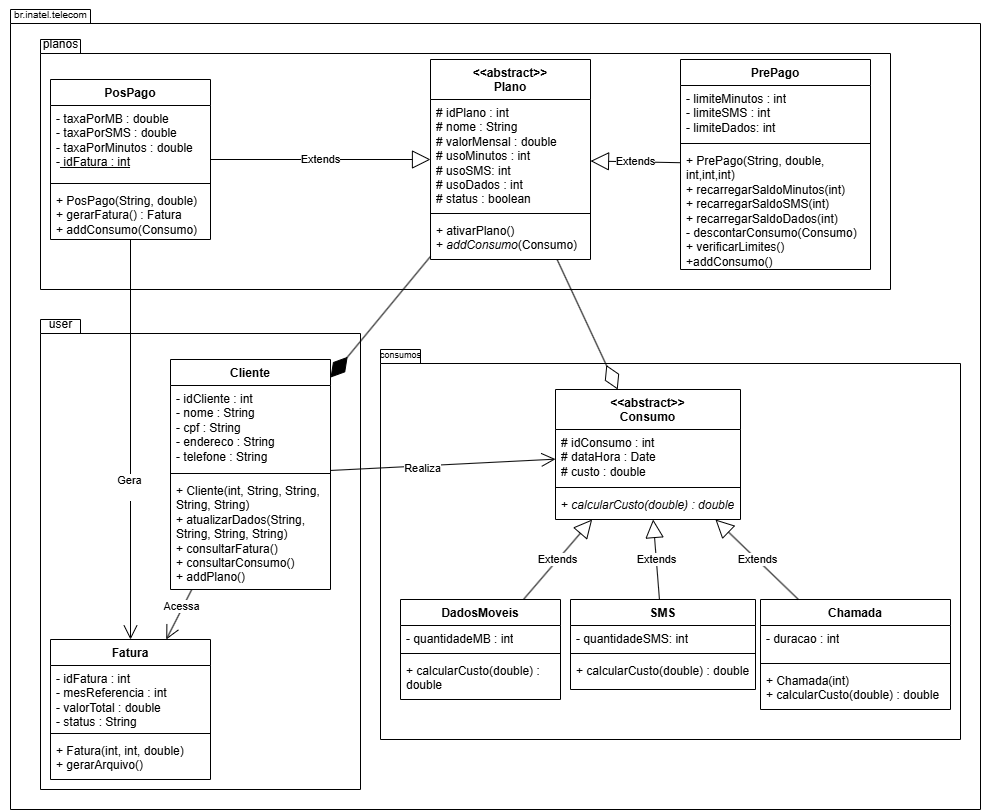 br.inatel.telecom
planos
PosPago
- taxaPorMB : double
- taxaPorSMS : double
- taxaPorMinutos : double
- idFatura : int
+ PosPago(String, double)
+ gerarFatura() : Fatura
+ addConsumo(Consumo)
Extends
<<abstract>>
Plano
# idPlano : int
# nome : String
# valorMensal : double
# usoMinutos : int
# usoSMS: int
# usoDados : int
# status : boolean
+ ativarPlano()
+ addConsumo(Consumo)
Extends
PrePago
- limiteMinutos : int
- limiteSMS : int
- limiteDados: int
+ PrePago(String, double,
int,int,int)
+ recarregarSaldoMinutos(int)
+ recarregarSaldoSMS(int)
+ recarregarSaldoDados(int)
- descontarConsumo(Consumo)
+ verificarLimites()
+addConsumo()
user
Cliente
- idCliente : int
- nome : String
- cpf : String
- endereco : String
- telefone : String
+ Cliente(int, String, String,
String, String)
+ atualizarDados(String,
String, String, String)
+ consultarFatura()
+ consultarConsumo()
+ addPlano()
Gera
Acessa
Realiza
Fatura
- idFatura : int
- mesReferencia : int
- valorTotal : double
- status : String
+ Fatura(int, int, double)
+ gerarArquivo()
consumos
<<abstract>>
Consumo
# idConsumo : int
# dataHora : Date
# custo : double
+ calcularCusto(double) : double
Extends
Extends
Extends
DadosMoveis
- quantidadeMB : int
+ calcularCusto(double) :
double
SMS
- quantidadeSMS: int
+ calcularCusto(double) : double
Chamada
- duracao : int
+ Chamada(int)
+ calcularCusto(double) : double